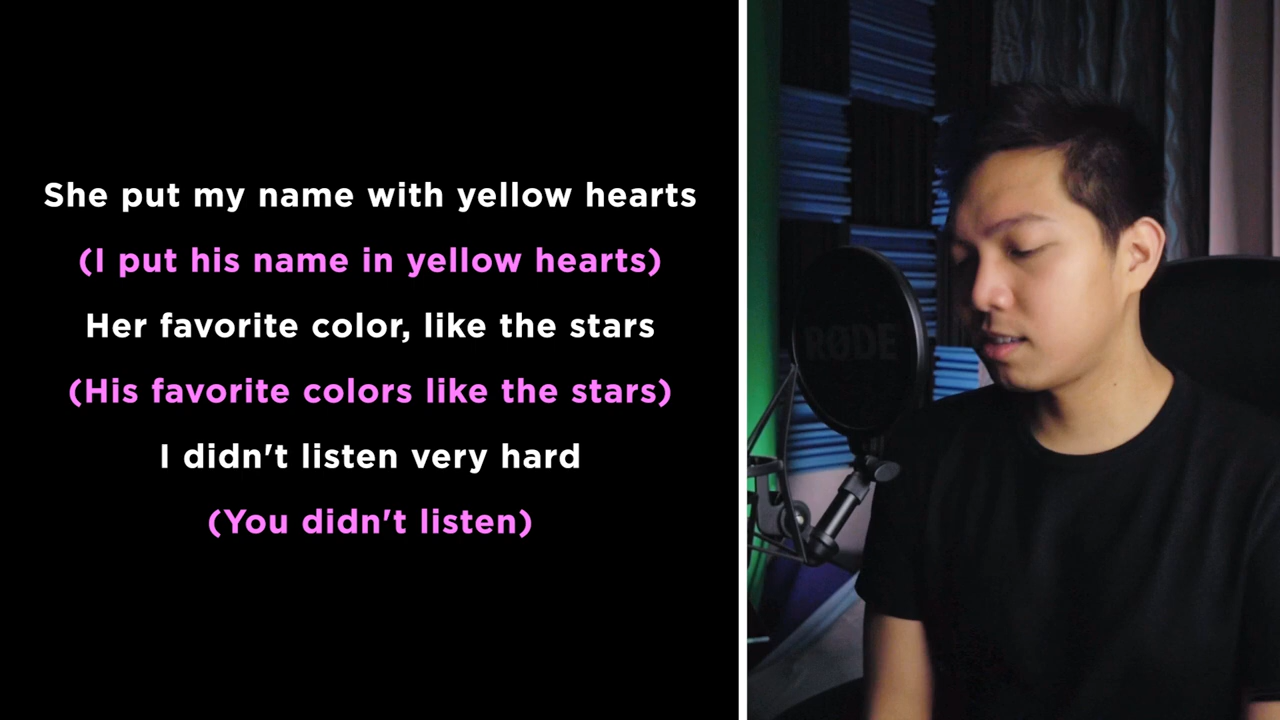 She put my name with yellow hearts
(I put his name in yellow hearts)
Her favorite color, like the stars
(His favorite colors like the stars)
I didn't listen very hard
(You didn't listen)
RØDE